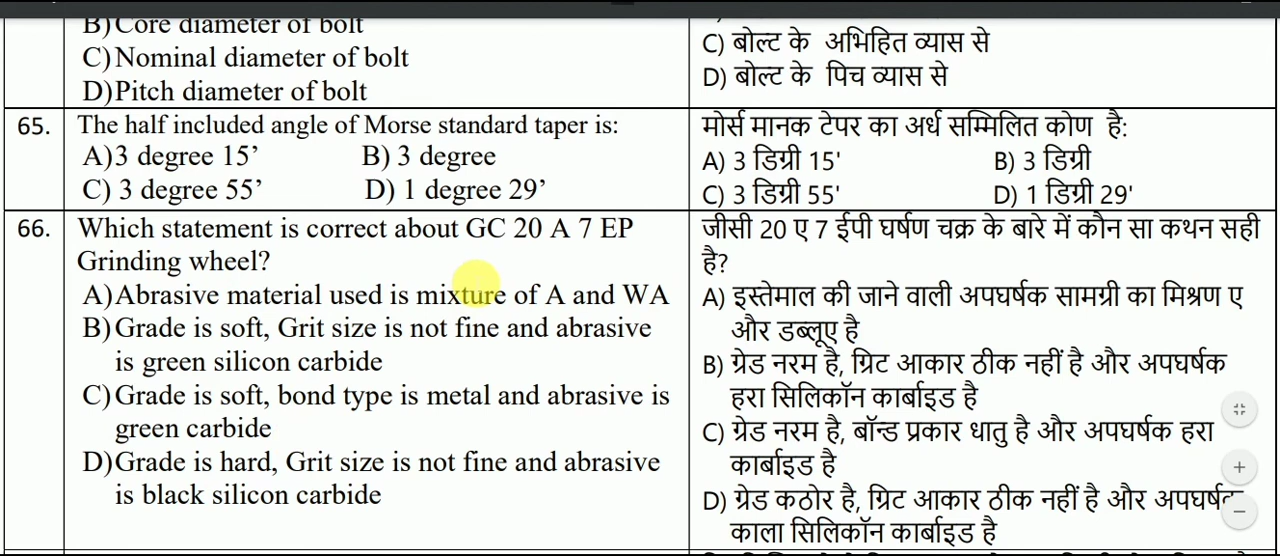 B) Core diameter of bolt
C) Nominal diameter of bolt
D) Pitch diameter of bolt
C) बोल्ट के अभिहित व्यास से
D) बोल्ट के पिच व्यास से
65.
The half included angle of Morse standard taper is:
A) 3 degree 15’ B) 3 degree
C) 3 degree 55’ D) 1 degree 29’
मोर्स मानक टेपर का अर्ध सम्मिलित कोण है:
A) 3 डिग्री 15' B) 3 डिग्री
C) 3 डिग्री 55' D) 1 डिग्री 29'
66.
Which statement is correct about GC 20 A 7 EP
Grinding wheel?
A) Abrasive material used is mixture of A and WA
B) Grade is soft, Grit size is not fine and abrasive
is green silicon carbide
C) Grade is soft, bond type is metal and abrasive is
green carbide
D) Grade is hard, Grit size is not fine and abrasive
is black silicon carbide
जीसी 20 ए 7 ईपी घर्षण चक्र के बारे में कौन सा कथन सही
है?
A) इस्तेमाल की जाने वाली अपघर्षक सामग्री का मिश्रण ए
और डब्लूए है
B) ग्रेड नरम है, ग्रिट आकार ठीक नहीं है और अपघर्षक
हरा सिलिकॉन कार्बाइड है
C) ग्रेड नरम है, बॉन्ड प्रकार धातु है और अपघर्षक हरा
कार्बाइड है
D) ग्रेड कठोर है, ग्रिट आकार ठीक नहीं है और
काला सिलिकॉन कार्बाइड है